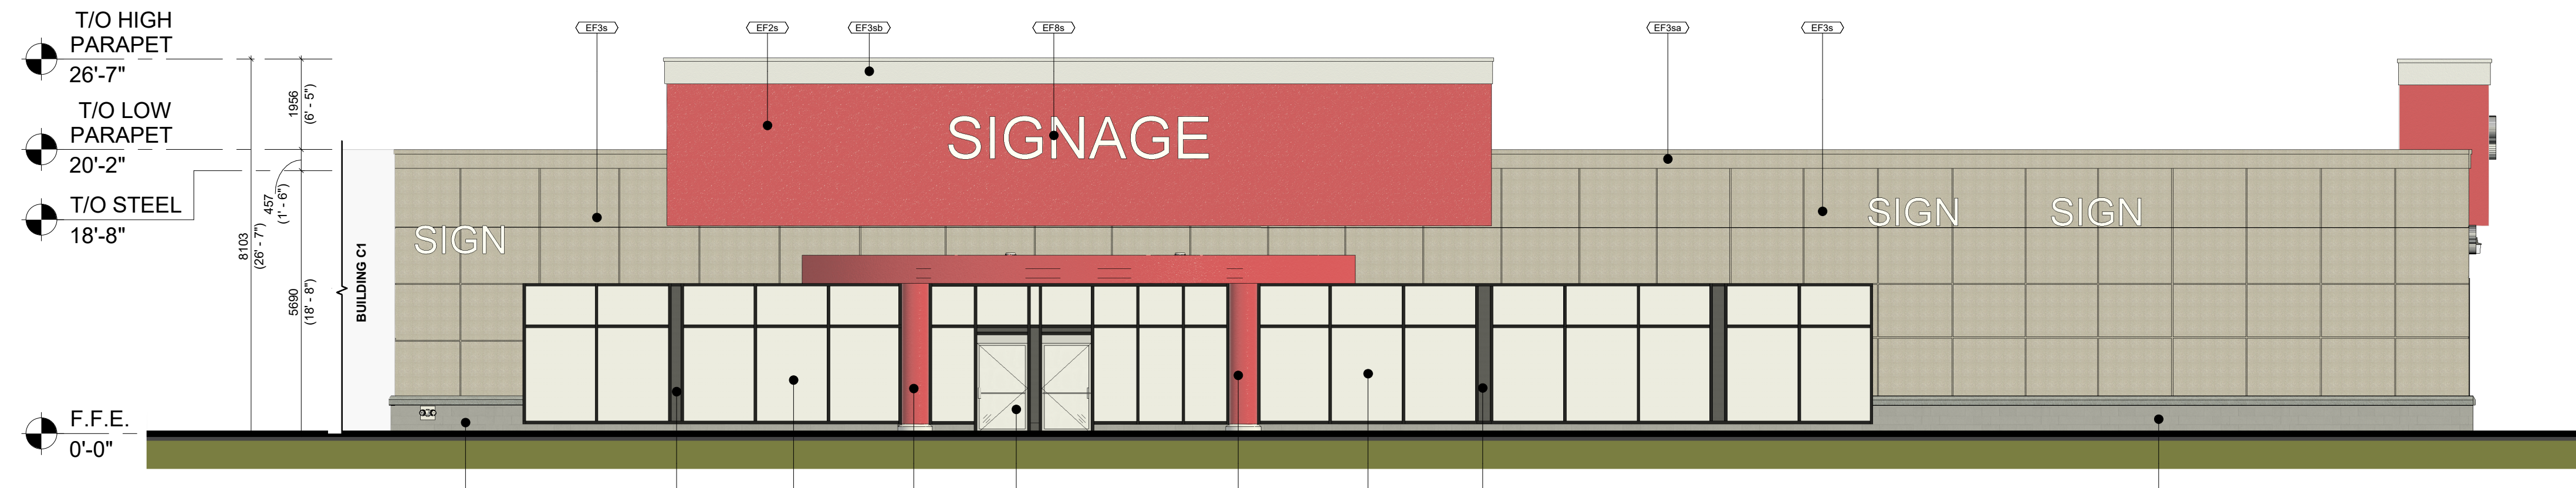 T/O HIGH
PARAPET
26'-7"
T/O LOW
PARAPET
20'-2"
T/O STEEL
18'-8"
F.F.E.
0'-0"
8103
(26' - 7")
1956
(6' - 5")
457
(1' - 6")
5690
(18' - 8")
BUILDING C1
EF3s
EF2s
EF3sb
EF8s
EF3sa
EF3s
SIGNAGE
SIGN
SIGN
SIGN